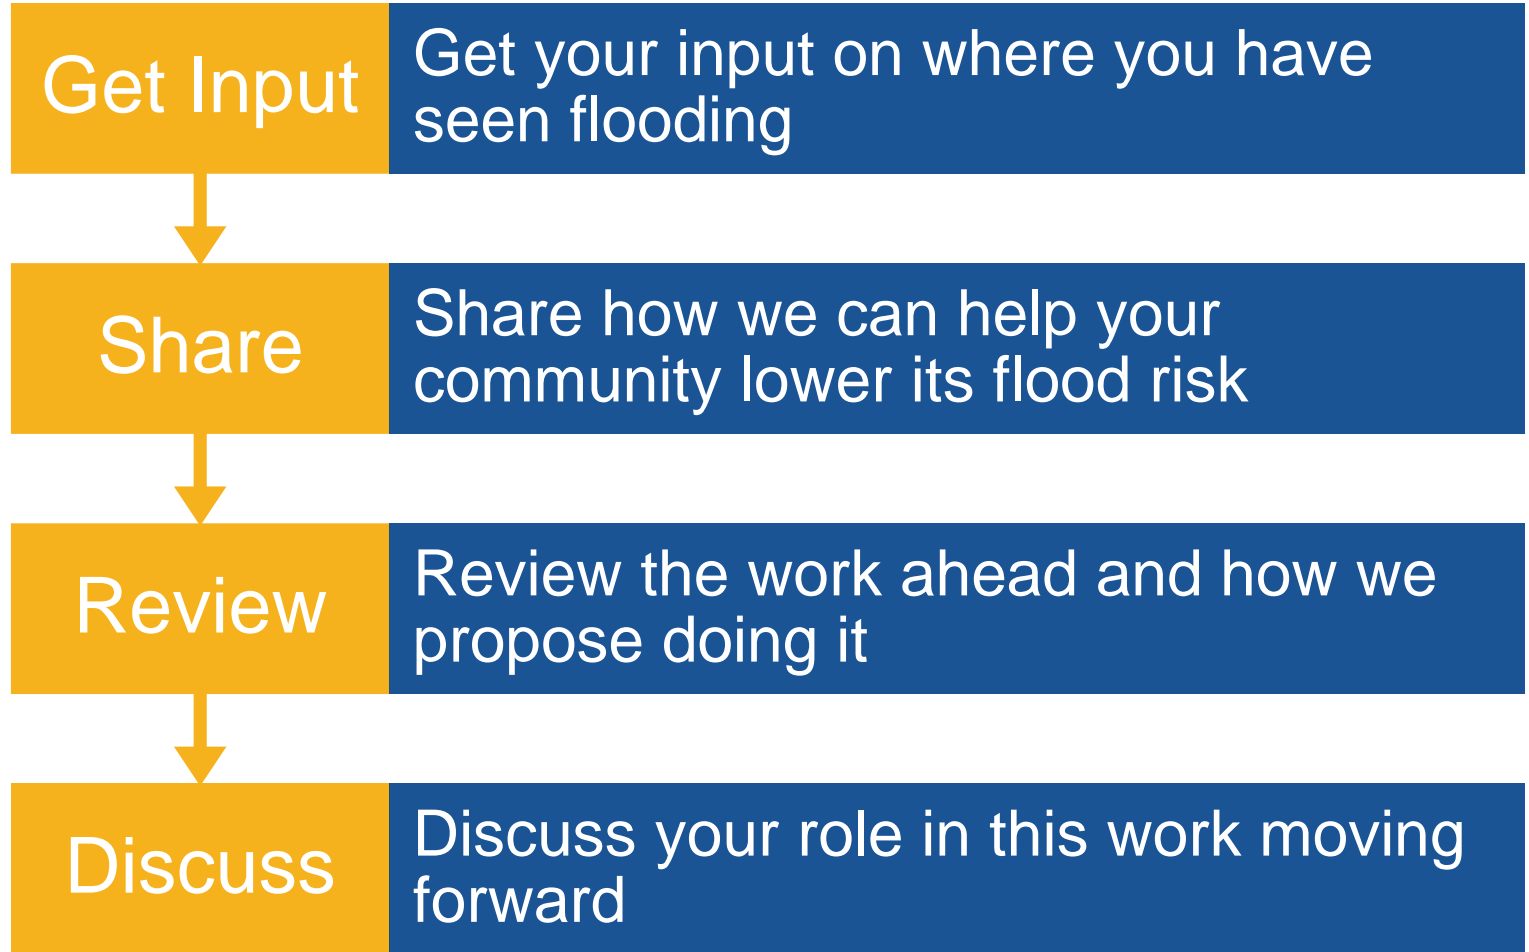 Get Input
Get your input on where you have
seen flooding
Share
Share how we can help your
community lower its flood risk
Review
Review the work ahead and how we
propose doing it
Discuss
Discuss your role in this work moving
forward